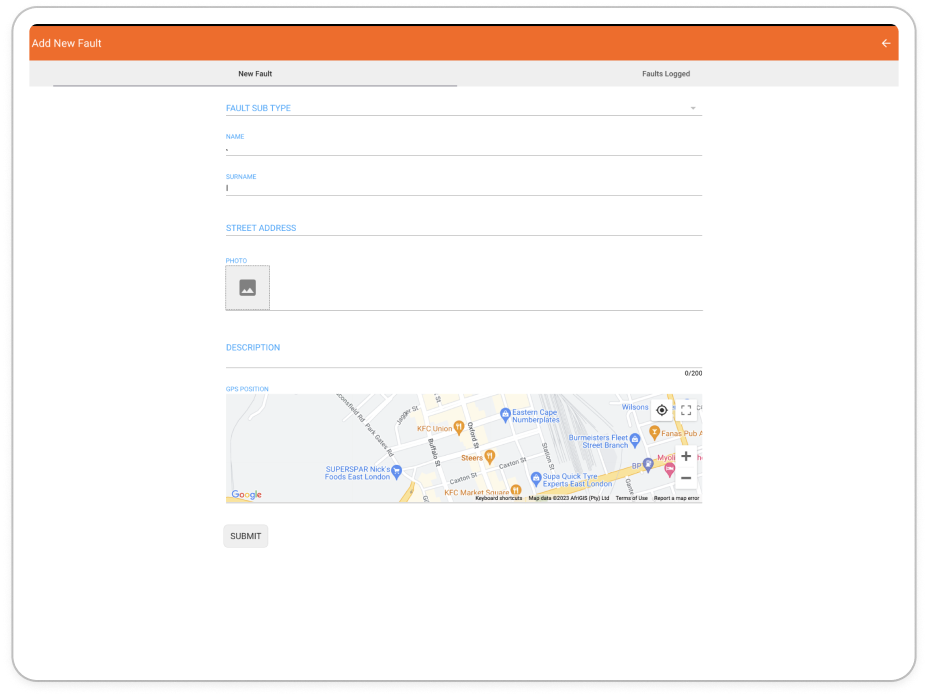 Add New Fault
New Fault
Faults Logged
FAULT SUB TYPE
NAME
.
SURNAME
l
STREET ADDRESS
PHOTO
DESCRIPTION
0/200
GPS POSITION
Jagger St
Park Gates Rd
St
Oxford St
Buffalo St
KFC Union
Eastern Cape
Numberplates
Wilsons
Burmeisters Fleet
Street Branch
Fanas Pub
Steers
Caxton St
Station St
BP
SUPERSPAR Nick's
Foods East London
Caxton St
Supa Quick Tyre
Experts East London
KFC Market Square
Google
Keyboard shortcuts
Map data ©2023 AfriGIS (Pty) Ltd
Terms of Use
Report a map error
SUBMIT